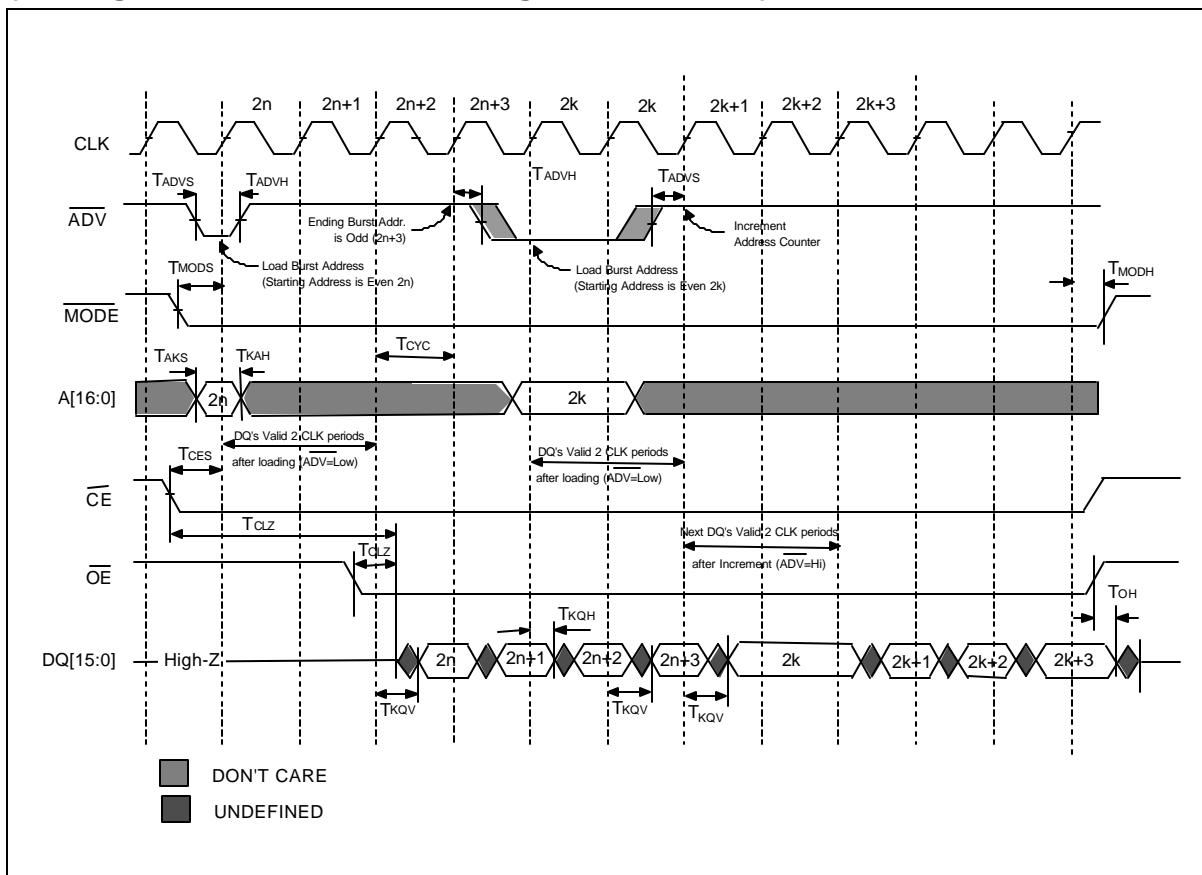 2n 2n+1 2n+2 2n+3 2k 2k 2k+1 2k+2 2k+3
CLK
TADVS TADVH TADVH TADVS
ADV
Ending Burst Addr.
is Odd (2n+3)
Increment
Address Counter
Load Burst Address
(Starting Address is Even 2n)
Load Burst Address
(Starting Address is Even 2k)
TMODS TMODH
MODE
TCYC
TAKS TKAH
A[16:0] 2n 2k
DQ's Valid 2 CLK periods
after loading (ADV=Low)
DQ's Valid 2 CLK periods
after loading (ADV=Low)
TCES
CE
TCLZ
Next DQ's Valid 2 CLK periods
after Increment (ADV=Hi)
TCLZ
OE
TOH
TKQH
DQ[15:0] High-Z 2n 2n+1 2n+2 2n+3 2k 2k+1 2k+2 2k+3
TKQV TKQV TKQV
DON'T CARE
UNDEFINED